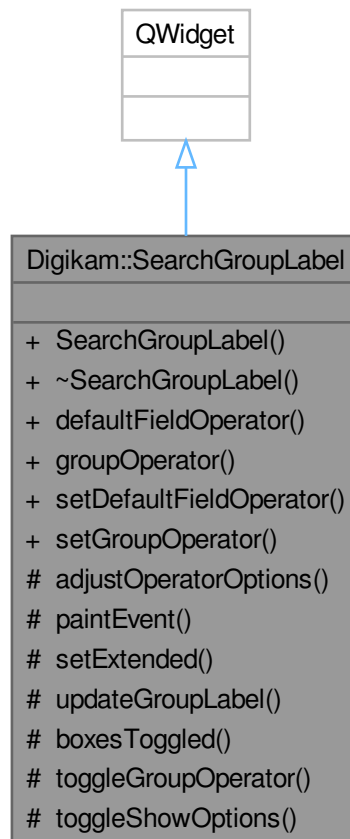 QWidget
Digikam::SearchGroupLabel
+ SearchGroupLabel()
+ ~SearchGroupLabel()
+ defaultFieldOperator()
+ groupOperator()
+ setDefaultFieldOperator()
+ setGroupOperator()
# adjustOperatorOptions()
# paintEvent()
# setExtended()
# updateGroupLabel()
# boxesToggled()
# toggleGroupOperator()
# toggleShowOptions()